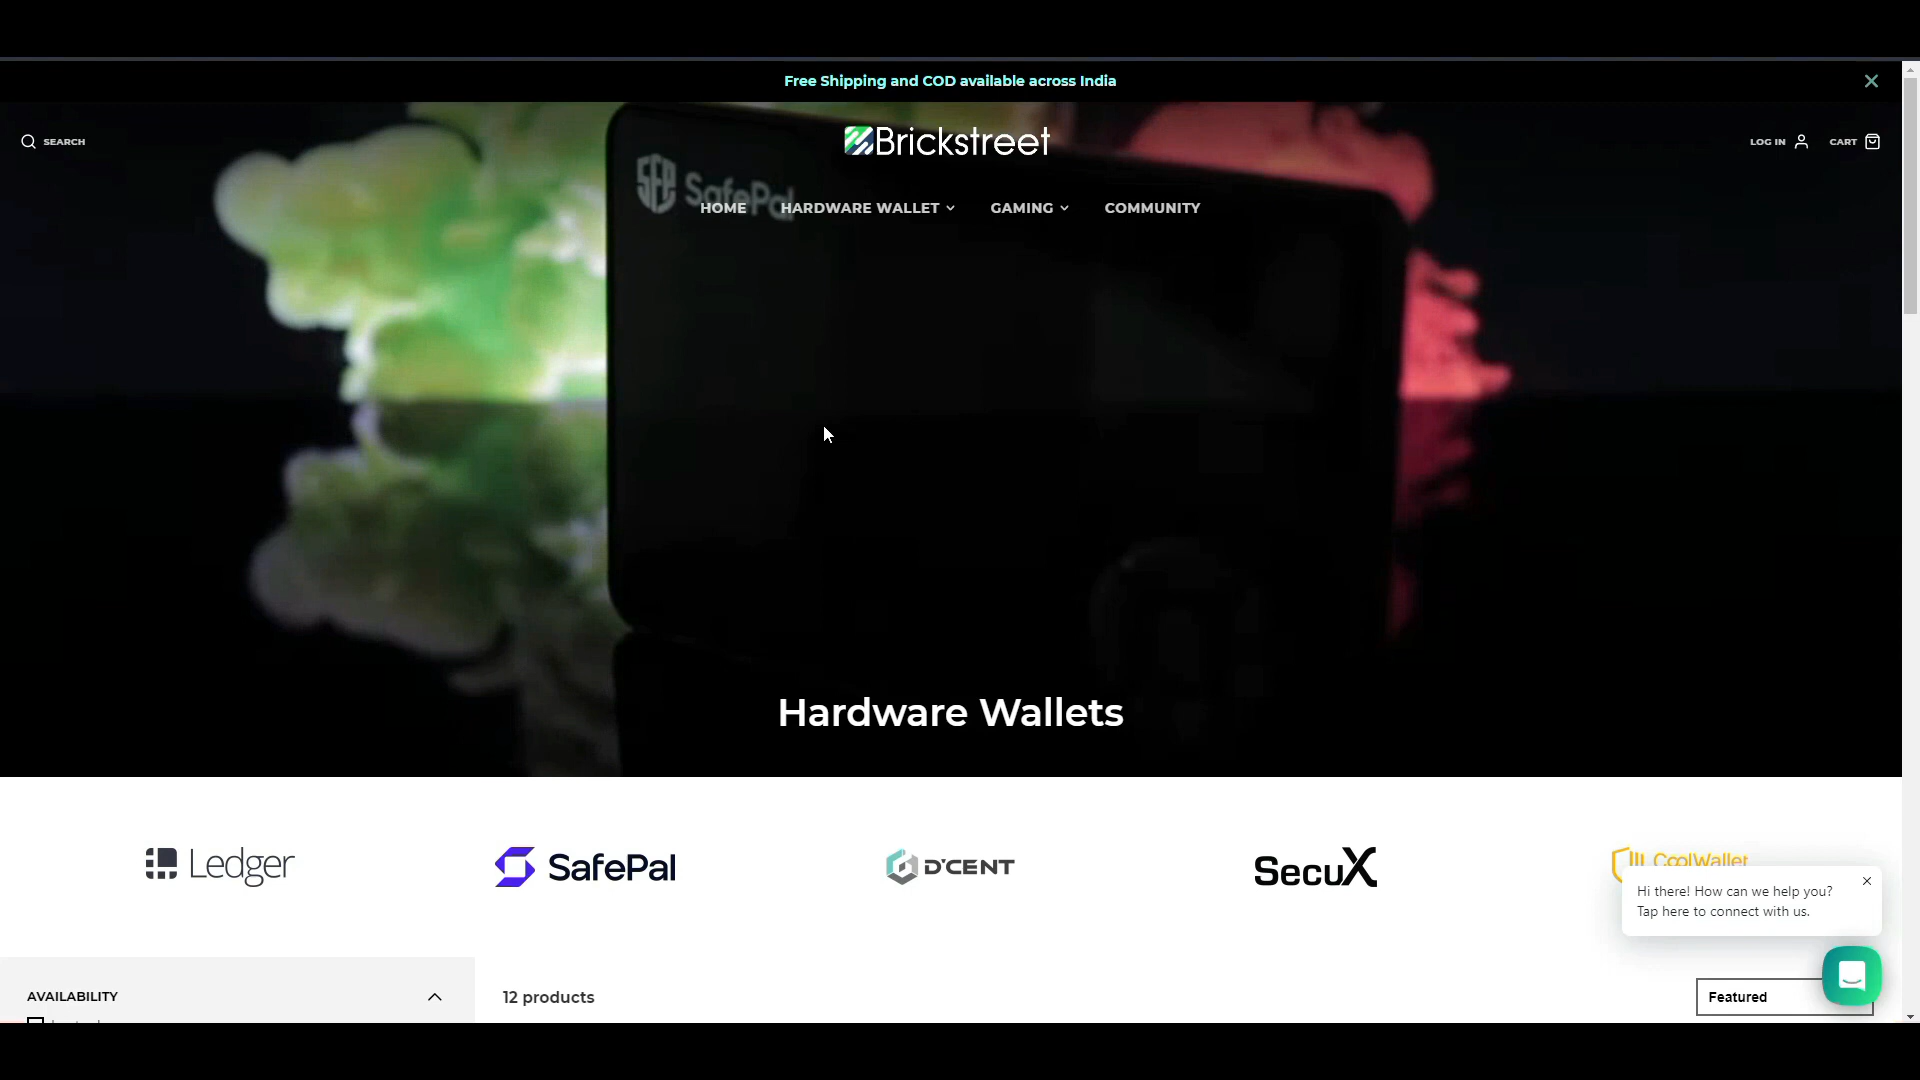 Free Shipping and COD available across India
SEARCH
Brickstreet
LOG IN
CART
SFP SafePal
HOME
HARDWARE WALLET
GAMING
COMMUNITY
Hardware Wallets
Ledger
SafePal
D'CENT
SecuX
CoolWallet
Hi there! How can we help you?
Tap here to connect with us.
AVAILABILITY
12 products
Featured